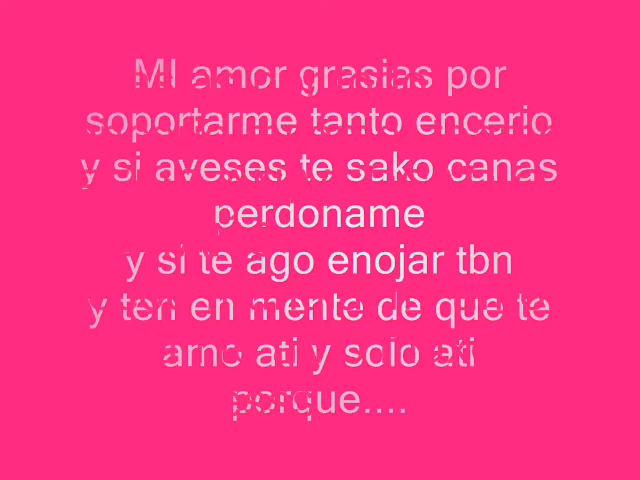 MI amor grasias por
soportarme tanto encerio
y si aveses te sako canas
perdoname
y si te ago enojar tbn
y ten en mente de que te
amo ati y solo ati
porque....